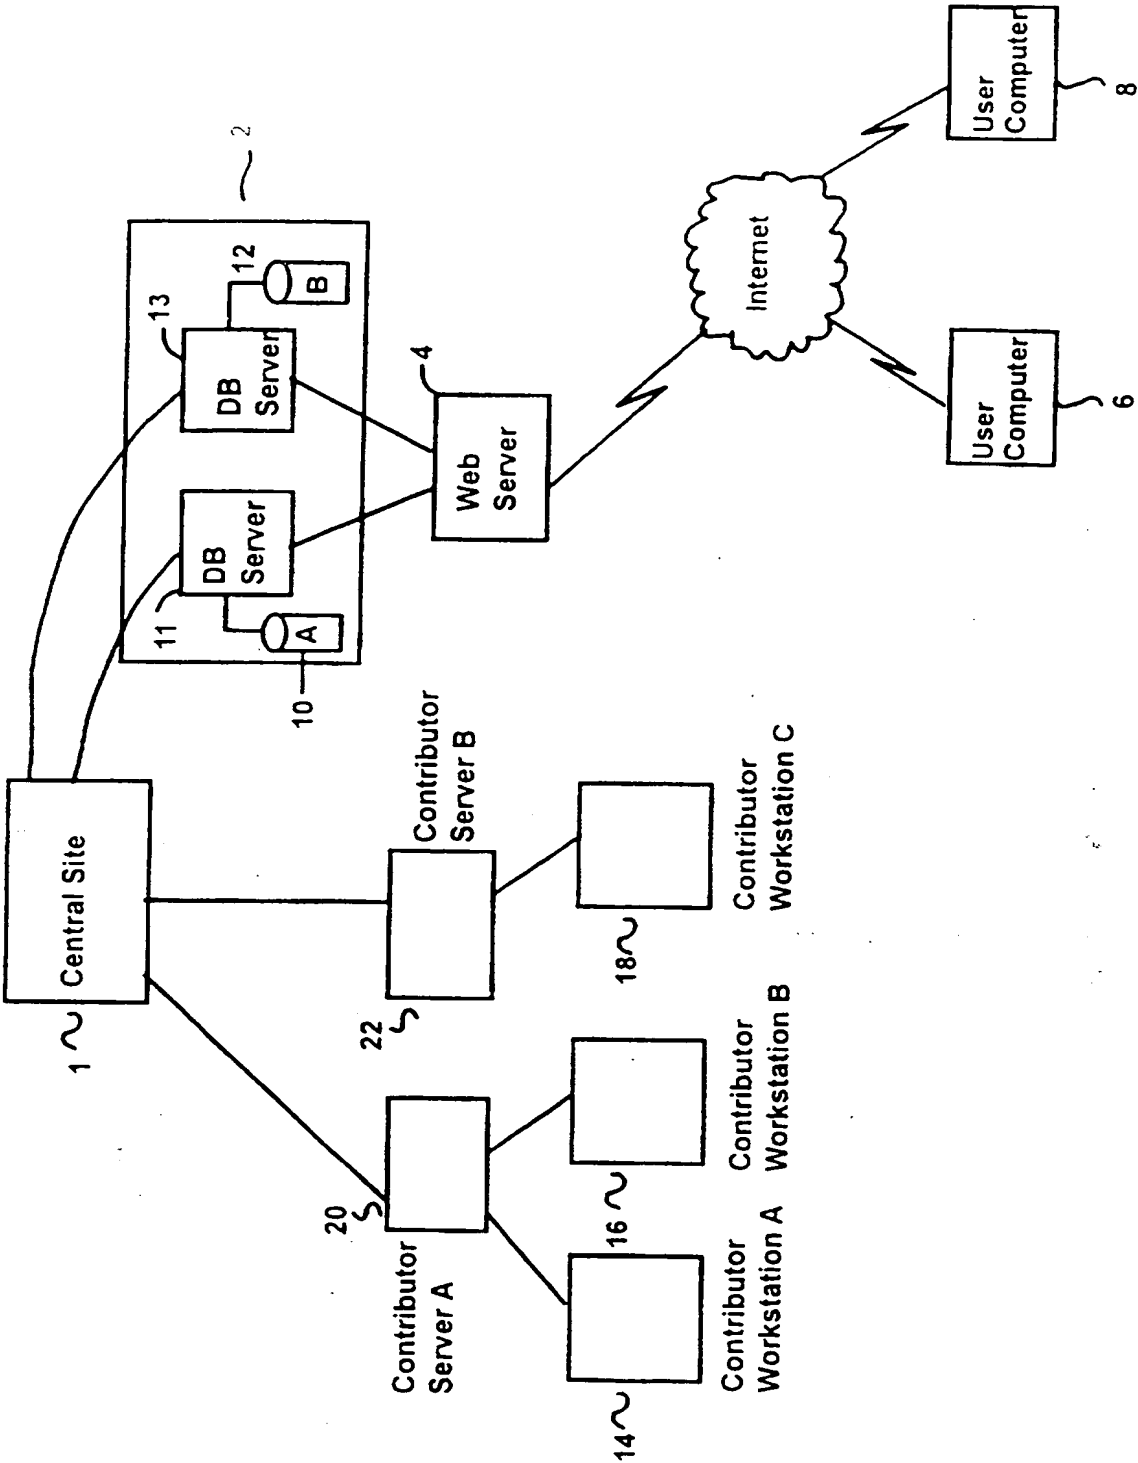 1
Central Site
2
11
DB
Server
13
DB
Server
10
A
12
B
4
Web
Server
Internet
User
Computer
6
User
Computer
8
20
Contributor
Server A
22
Contributor
Server B
14
Contributor
Workstation A
16
Contributor
Workstation B
18
Contributor
Workstation C